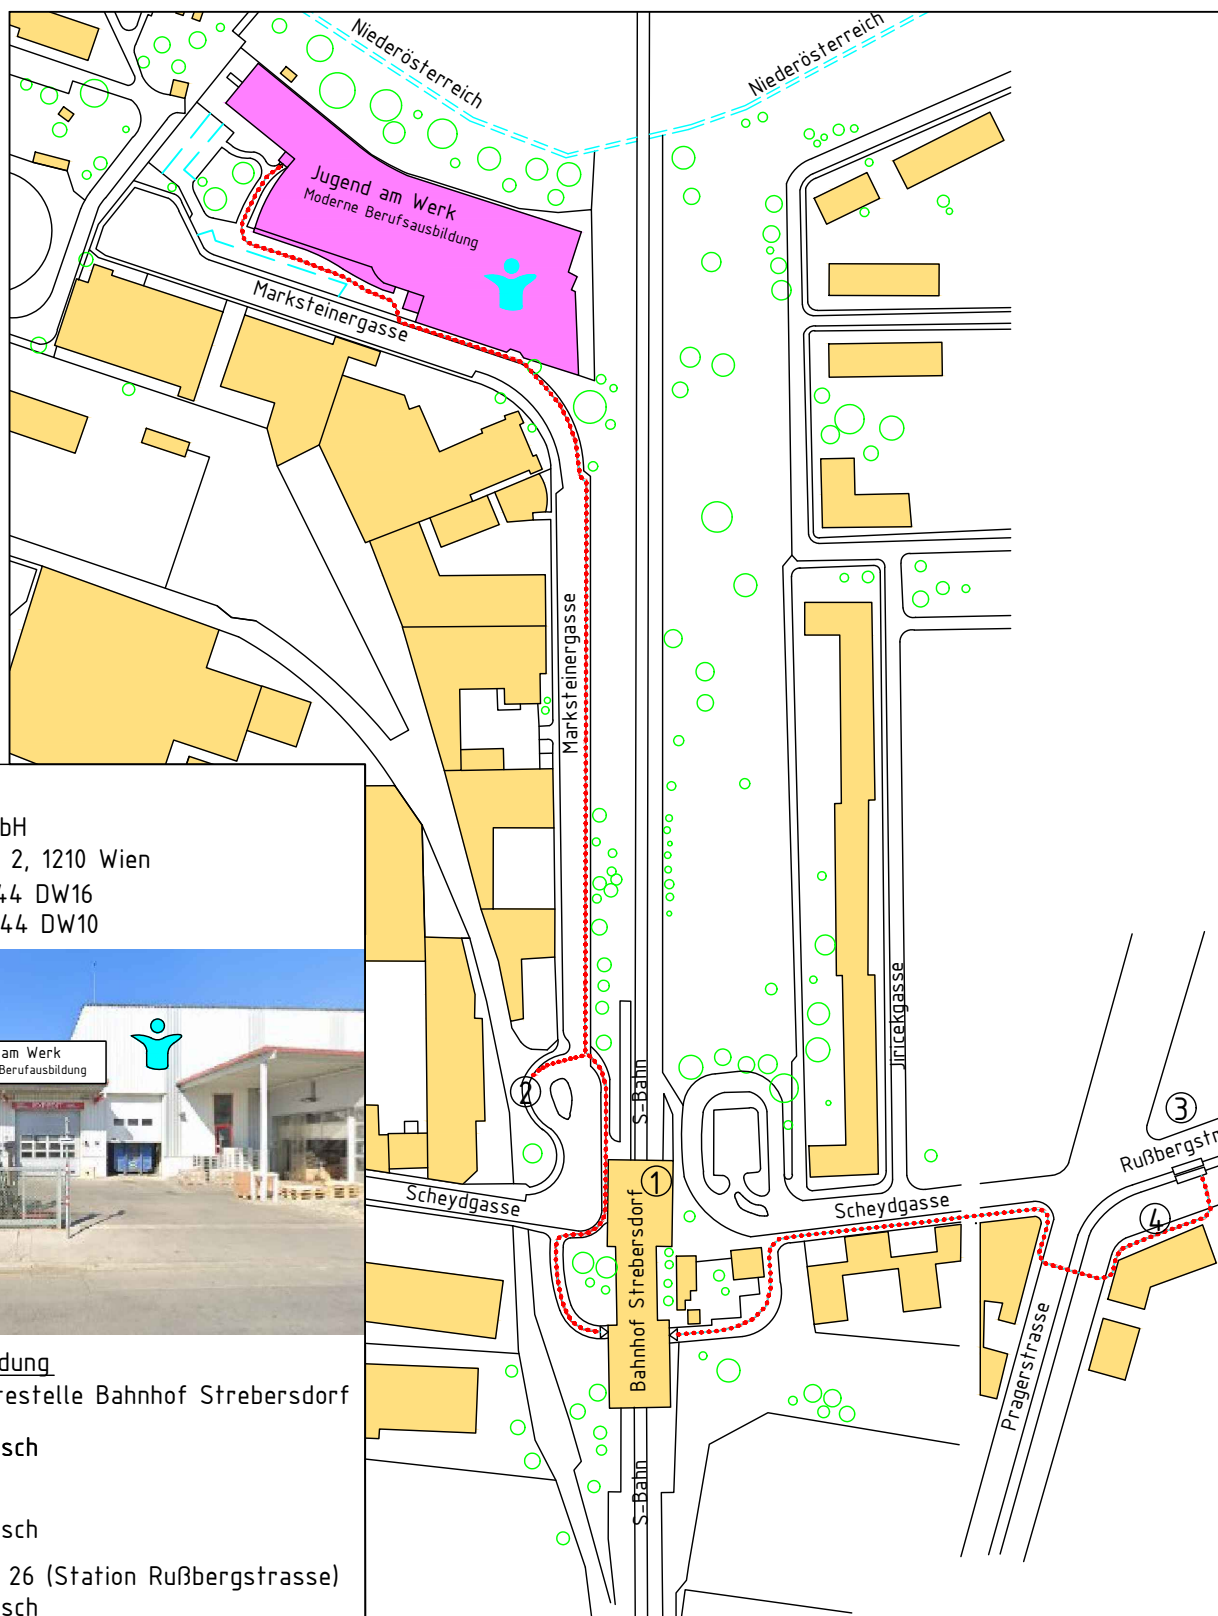 Niederösterreich
Niederösterreich
Jugend am Werk
Moderne Berufsausbildung
Marksteinergasse
Marksteinergasse
bH
2, 1210 Wien
44 DW16
44 DW10
Jiricekgasse
am Werk
Berufausbildung
S-Bahn
2
3
Rußbergstr
1
Scheydgasse
Scheydgasse
4
Bahnhof Strebersdorf
Pragerstrasse
dung
restelle Bahnhof Strebersdorf
sch
S-Bahn
sch
26 (Station Rußbergstrasse)
sch